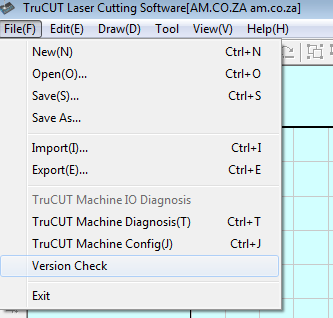 TruCUT Laser Cutting Software[AM.CO.ZA am.co.za]
File(F) Edit(E) Draw(D) Tool View(V) Help(H)
New(N) Ctrl+N
Open(O)... Ctrl+O
Save(S)... Ctrl+S
Save As...
Import(I)... Ctrl+I
Export(E)... Ctrl+E
TruCUT Machine IO Diagnosis
TruCUT Machine Diagnosis(T) Ctrl+T
TruCUT Machine Config(J) Ctrl+J
Version Check
Exit